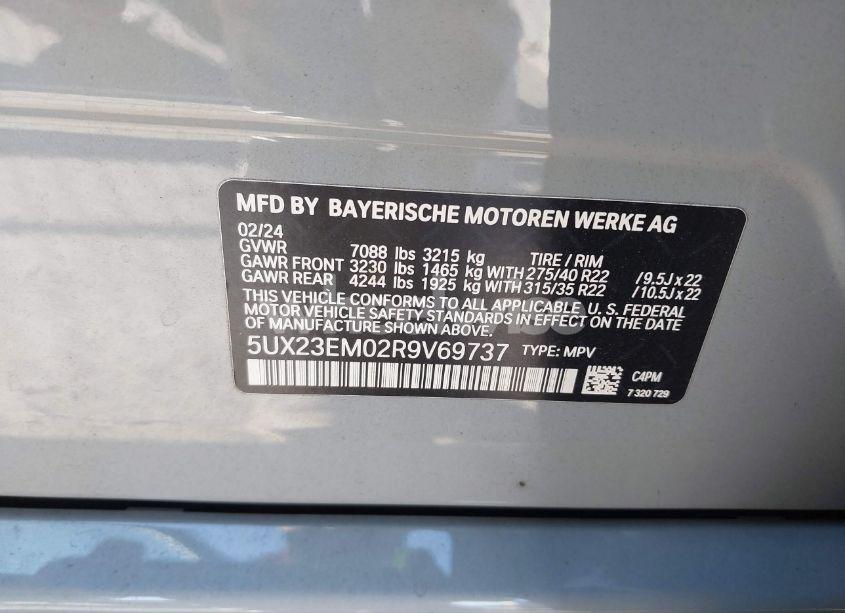 MFD BY BAYERISCHE MOTOREN WERKE AG
02/24
GVWR 7088 lbs 3215 kg TIRE / RIM
GAWR FRONT 3230 lbs 1465 kg WITH 275/40 R22 /9.5J x 22
GAWR REAR 4244 lbs 1925 kg WITH 315/35 R22 /10.5J x 22
THIS VEHICLE CONFORMS TO ALL APPLICABLE U. S. FEDERAL
MOTOR VEHICLE SAFETY STANDARDS IN EFFECT ON THE DATE
OF MANUFACTURE SHOWN ABOVE.
5UX23EM02R9V69737 TYPE: MPV
C4PM
7 320 729